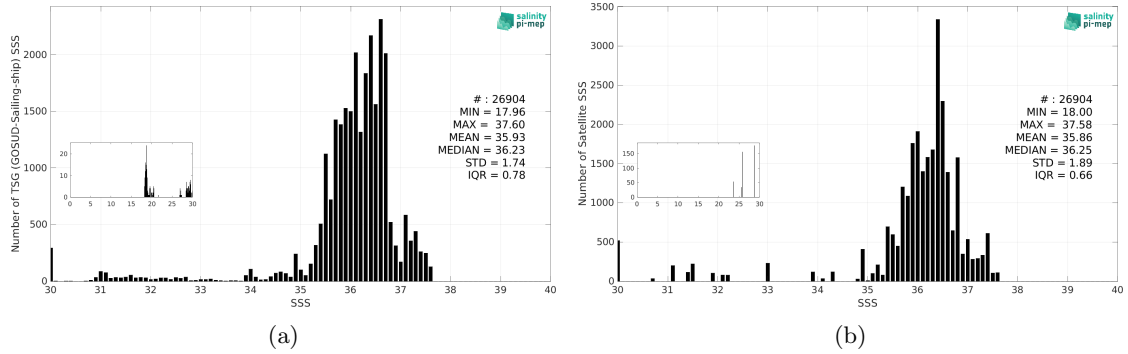 salinity
pi-mep
Number of TSG (GOSUD-Sailing-ship) SSS
2000
1500
1000
500
0
# : 26904
MIN = 17.96
MAX = 37.60
MEAN = 35.93
MEDIAN = 36.23
STD = 1.74
IQR = 0.78
20
10
0
0 5 10 15 20 25 30
30 31 32 33 34 35 36 37 38 39 40
SSS
(a)
salinity
pi-mep
Number of Satellite SSS
3500
3000
2500
2000
1500
1000
500
0
# : 26904
MIN = 18.00
MAX = 37.58
MEAN = 35.86
MEDIAN = 36.25
STD = 1.89
IQR = 0.66
150
100
50
0
0 5 10 15 20 25 30
30 31 32 33 34 35 36 37 38 39 40
SSS
(b)